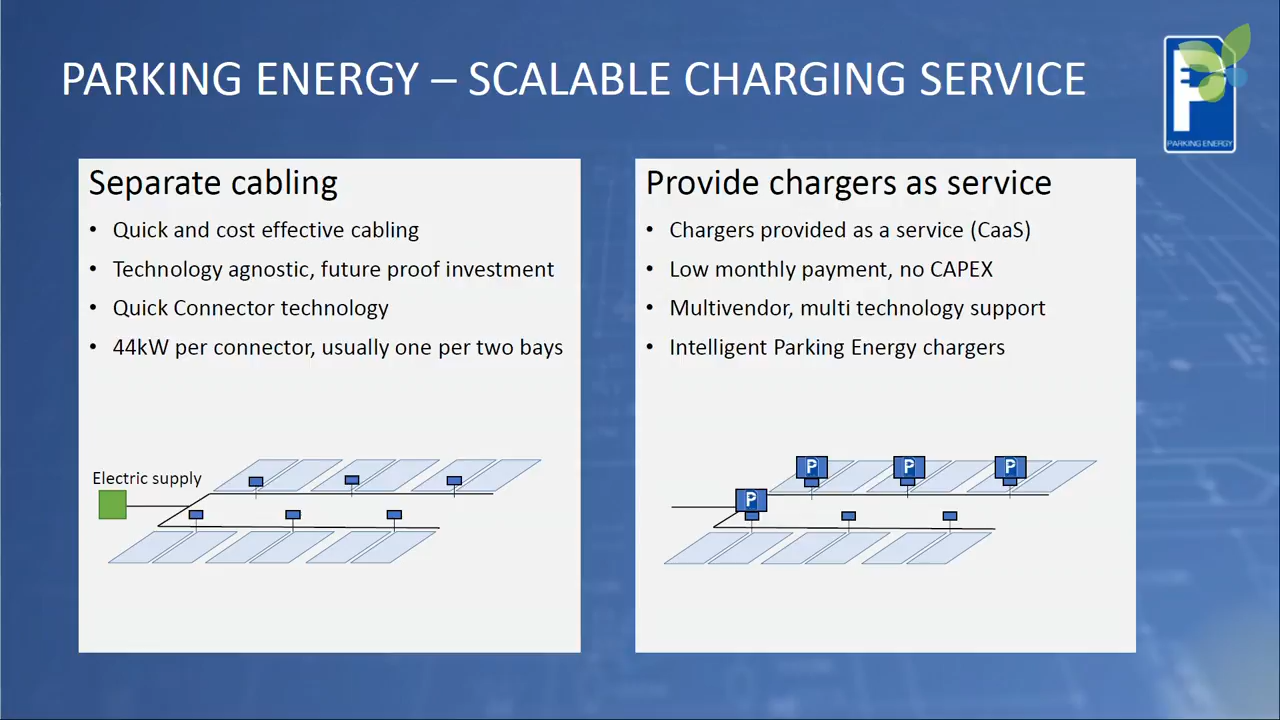 PARKING ENERGY – SCALABLE CHARGING SERVICE
P
PARKING ENERGY
Separate cabling
• Quick and cost effective cabling
• Technology agnostic, future proof investment
• Quick Connector technology
• 44kW per connector, usually one per two bays
Electric supply
Provide chargers as service
• Chargers provided as a service (CaaS)
• Low monthly payment, no CAPEX
• Multivendor, multi technology support
• Intelligent Parking Energy chargers
P P P
P